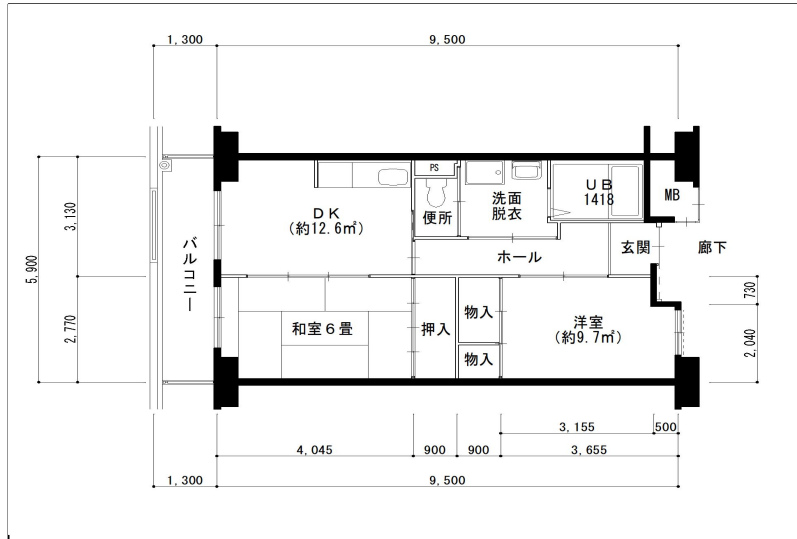 1,300
9,500
PS
UB
1418
MB
洗面
脱衣
便所
DK
(約12.6㎡)
3,130
バルコニー
ホール
玄関
廊下
5,900
730
和室6畳
押入
物入
物入
洋室
(約9.7㎡)
2,770
2,040
3,155
500
4,045
900
900
3,655
1,300
9,500